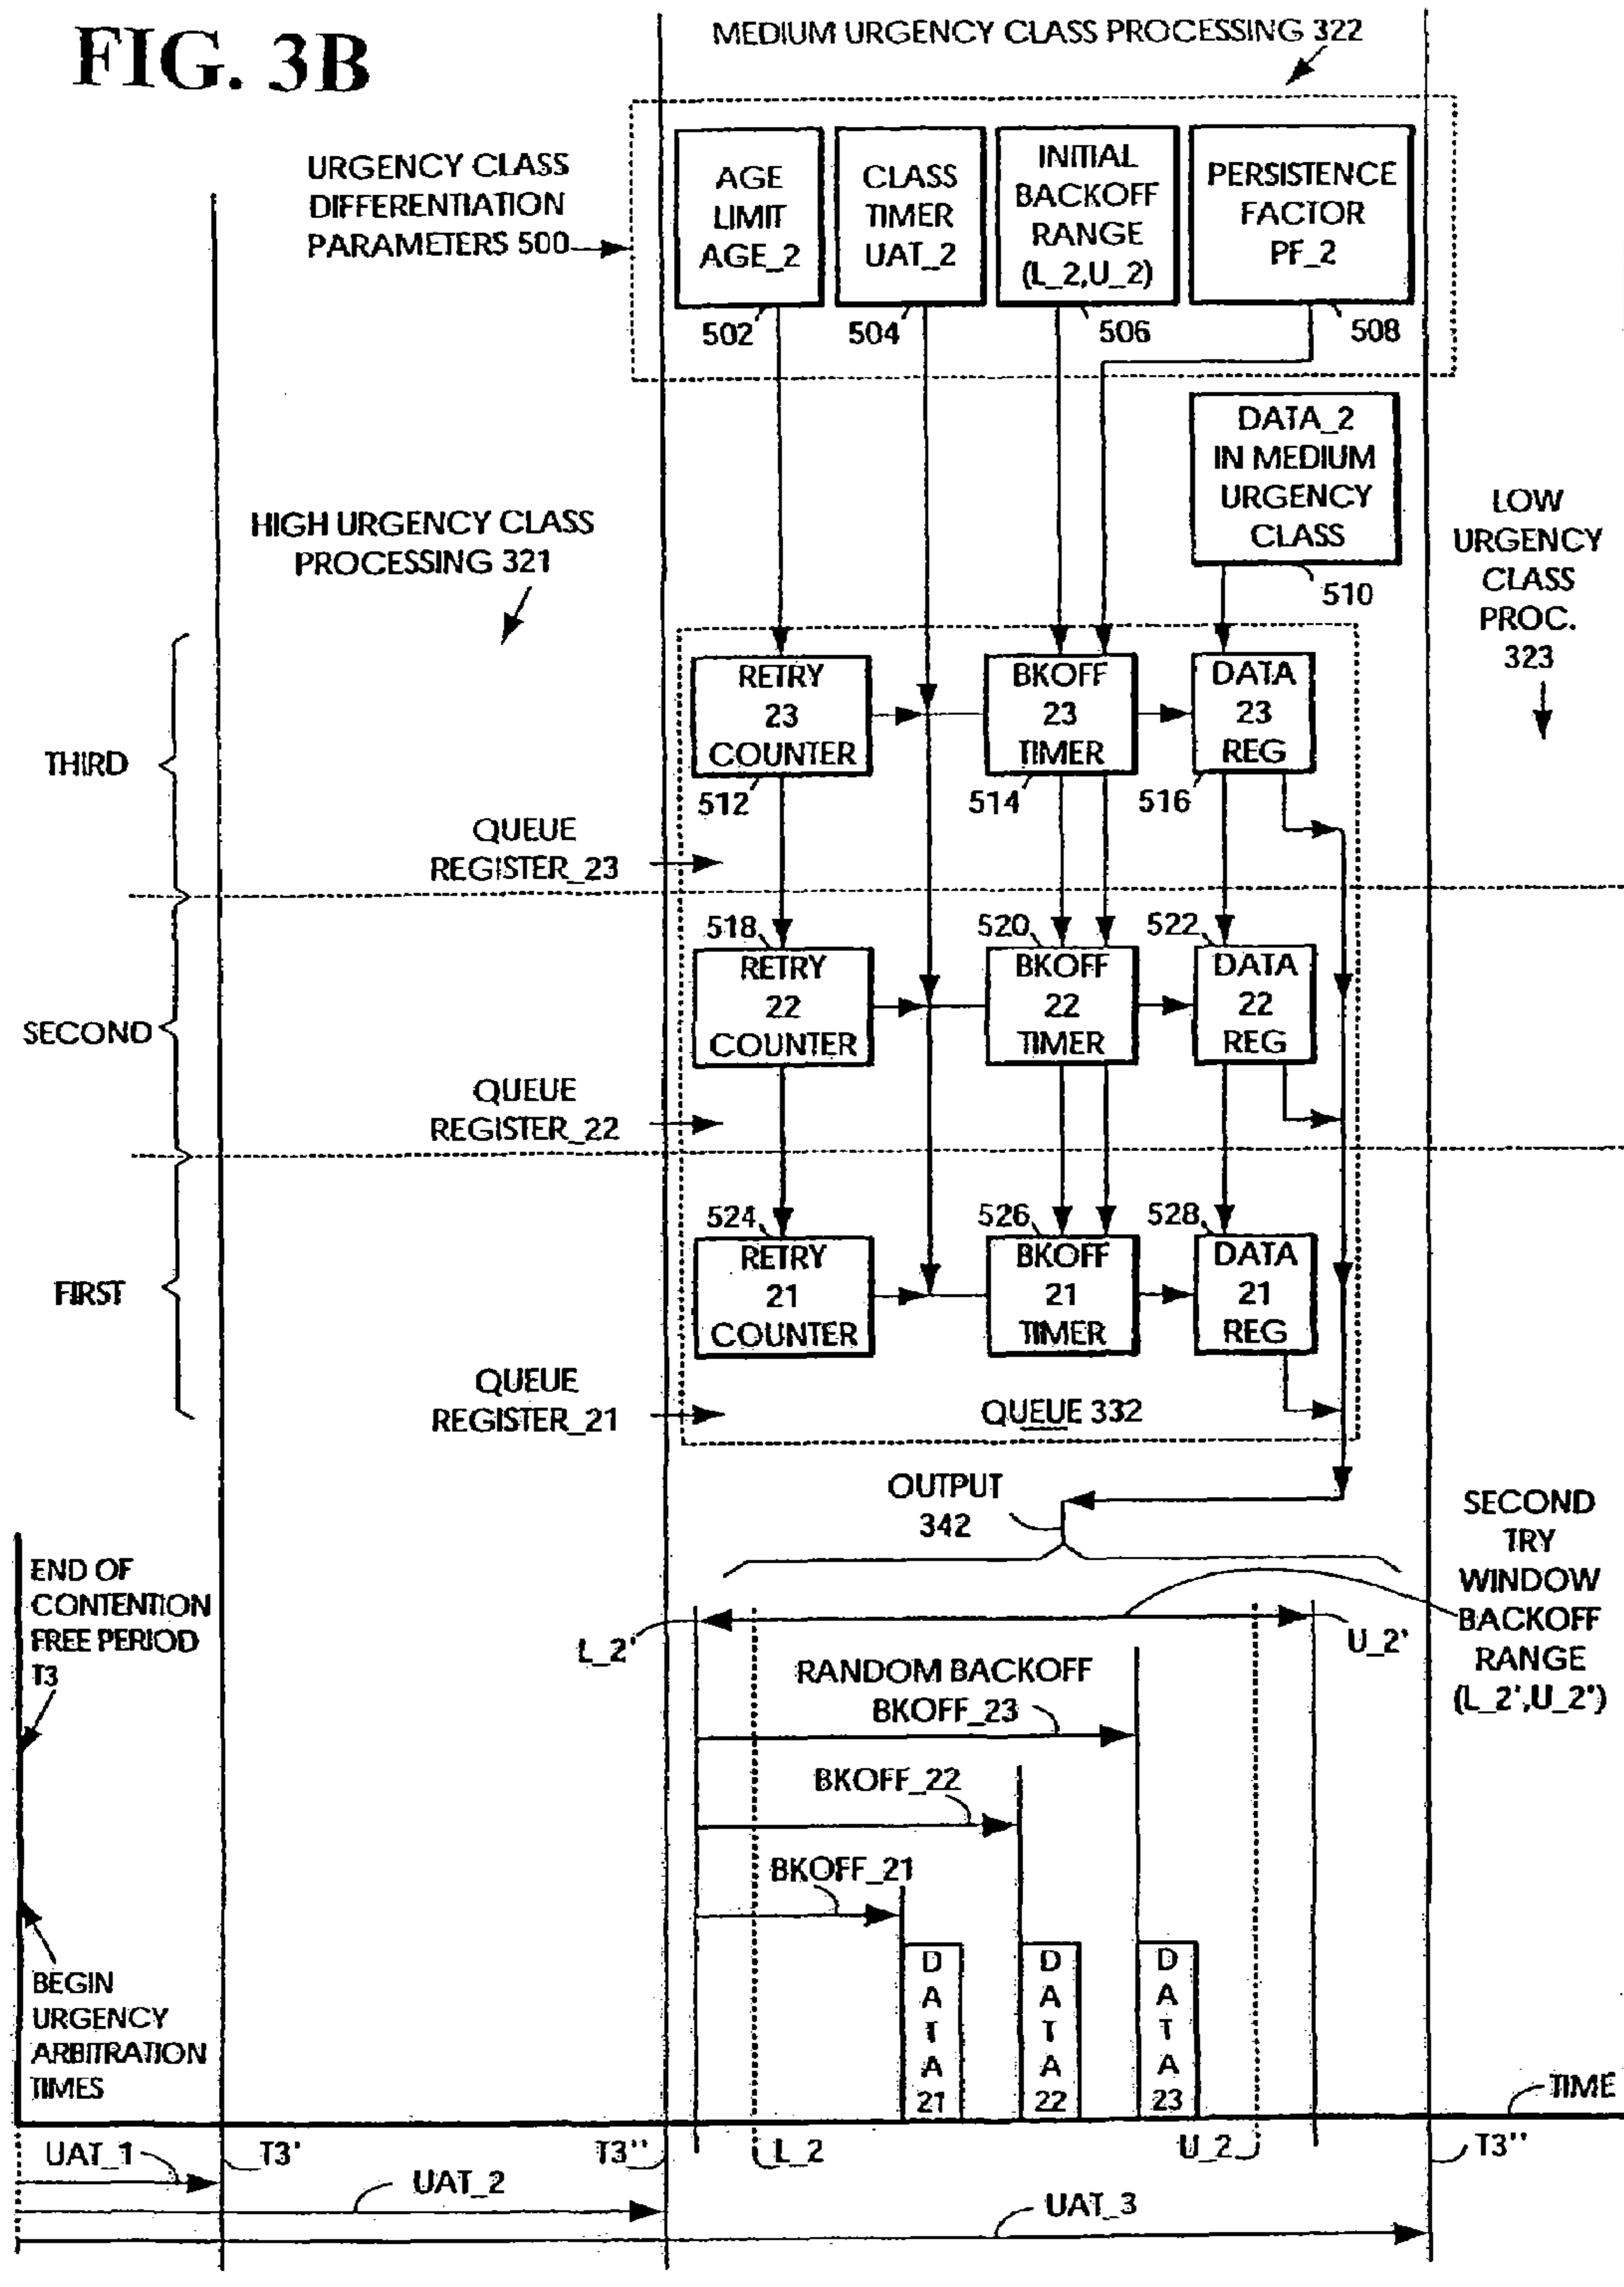 FIG. 3B
MEDIUM URGENCY CLASS PROCESSING 322
URGENCY CLASS
DIFFERENTIATION
PARAMETERS 500
AGE
LIMIT
AGE_2
502
CLASS
TIMER
UAT_2
504
INITIAL
BACKOFF
RANGE
(L_2,U_2)
506
PERSISTENCE
FACTOR
PF_2
508
DATA_2
IN MEDIUM
URGENCY
CLASS
510
HIGH URGENCY CLASS
PROCESSING 321
LOW
URGENCY
CLASS
PROC.
323
THIRD
RETRY
23
COUNTER
512
BKOFF
23
TIMER
514
DATA
23
REG
516
QUEUE
REGISTER_23
SECOND
518
RETRY
22
COUNTER
520
BKOFF
22
TIMER
522
DATA
22
REG
QUEUE
REGISTER_22
FIRST
524
RETRY
21
COUNTER
526
BKOFF
21
TIMER
528
DATA
21
REG
QUEUE
REGISTER_21
QUEUE 332
OUTPUT
342
SECOND
TRY
WINDOW
BACKOFF
RANGE
(L_2',U_2')
END OF
CONTENTION
FREE PERIOD
T3
L_2'
U_2'
RANDOM BACKOFF
BKOFF_23
BKOFF_22
BKOFF_21
BEGIN
URGENCY
ARBITRATION
TIMES
DATA
21
DATA
22
DATA
23
TIME
UAT_1
T3'
T3''
L_2
U_2
T3''
UAT_2
UAT_3